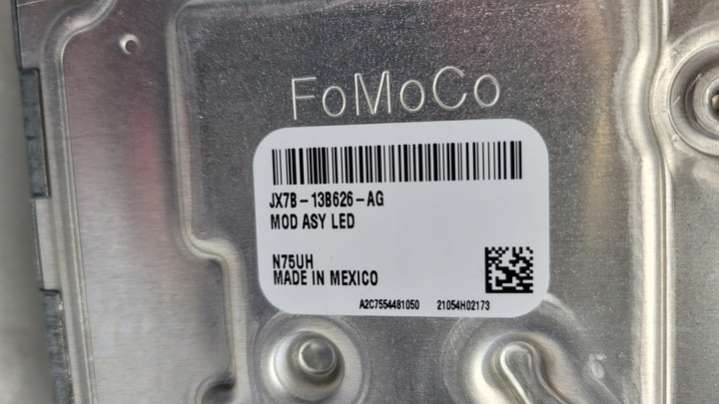 FoMoCo
JX7B-13B626-AG
MOD ASY LED
N75UH
MADE IN MEXICO
A2C7554481050 21054H02173